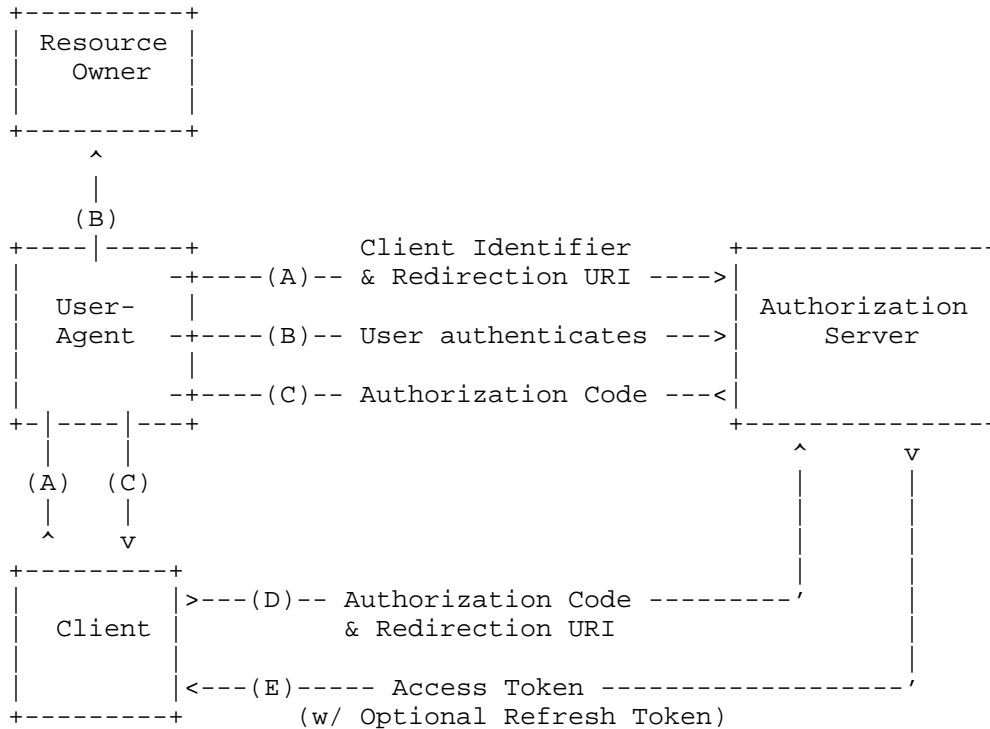 Resource
Owner
(B)
Client Identifier
(A) & Redirection URI
User-
Agent
(B) User authenticates
Authorization
Server
(C) Authorization Code
(A) (C)
(D) Authorization Code
& Redirection URI
Client
(E) Access Token
(w/ Optional Refresh Token)